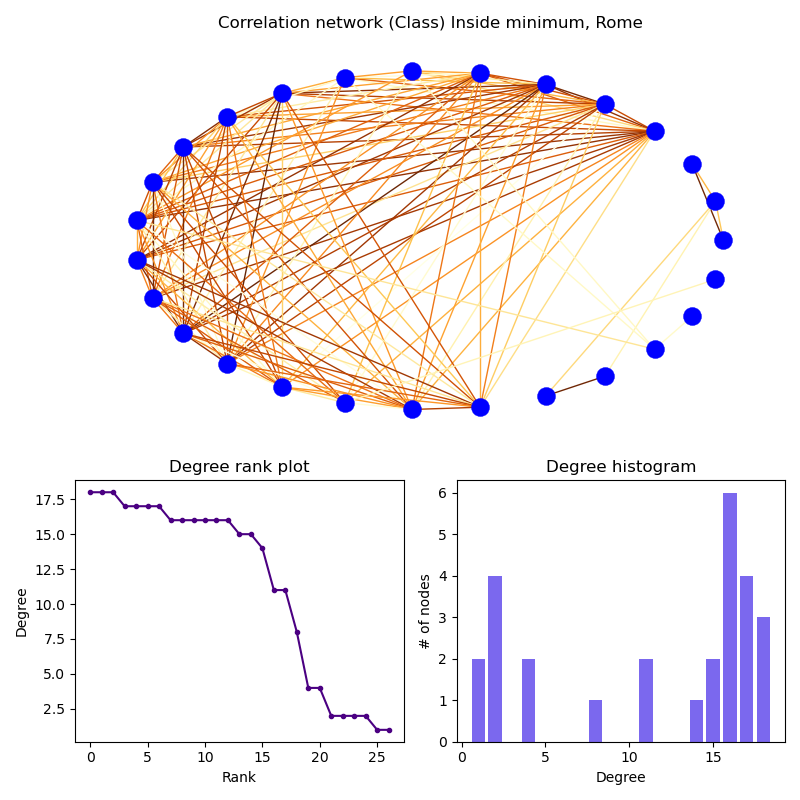 Correlation network (Class) Inside minimum, Rome
Degree rank plot
Degree histogram
17.5
15.0
12.5
10.0
7.5
5.0
2.5
Degree
0 5 10 15 20 25
Rank
6
5
4
3
2
1
0
# of nodes
0 5 10 15
Degree